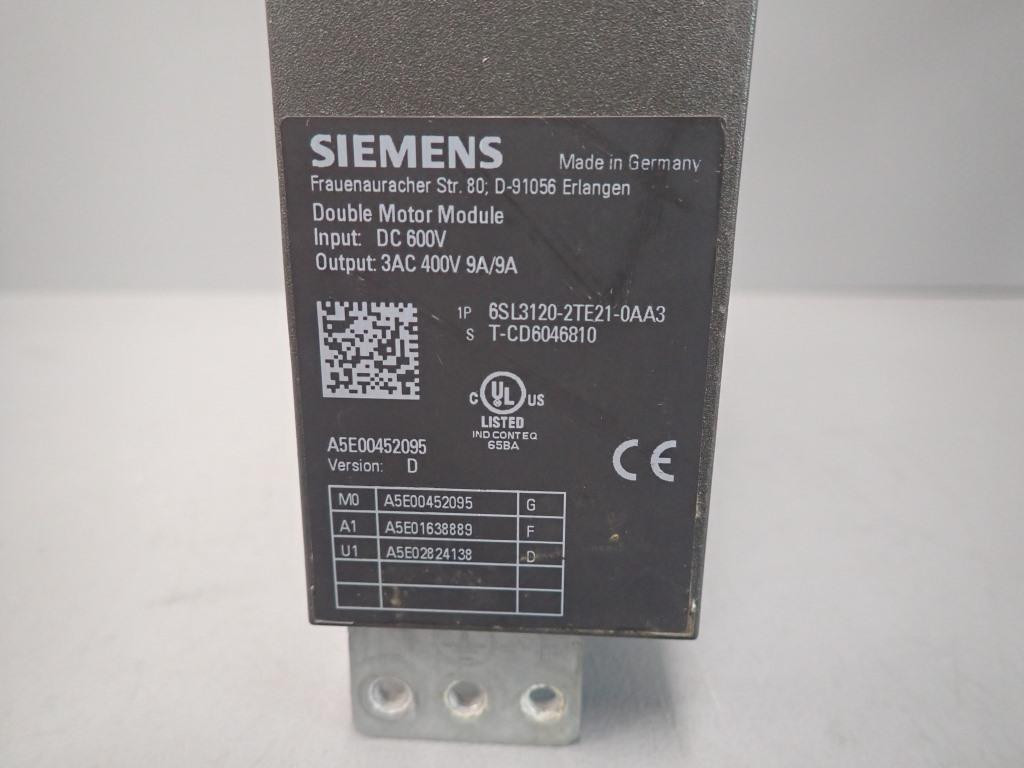 SIEMENS Made in Germany
Frauenauracher Str. 80; D-91056 Erlangen
Double Motor Module
Input: DC 600V
Output: 3AC 400V 9A/9A
1P 6SL3120-2TE21-0AA3
S T-CD6046810
C UL US
LISTED
IND CONT EQ
65BA
A5E00452095
Version: D
CE
M0 A5E00452095 G
A1 A5E01638889 F
U1 A5E02824138 D